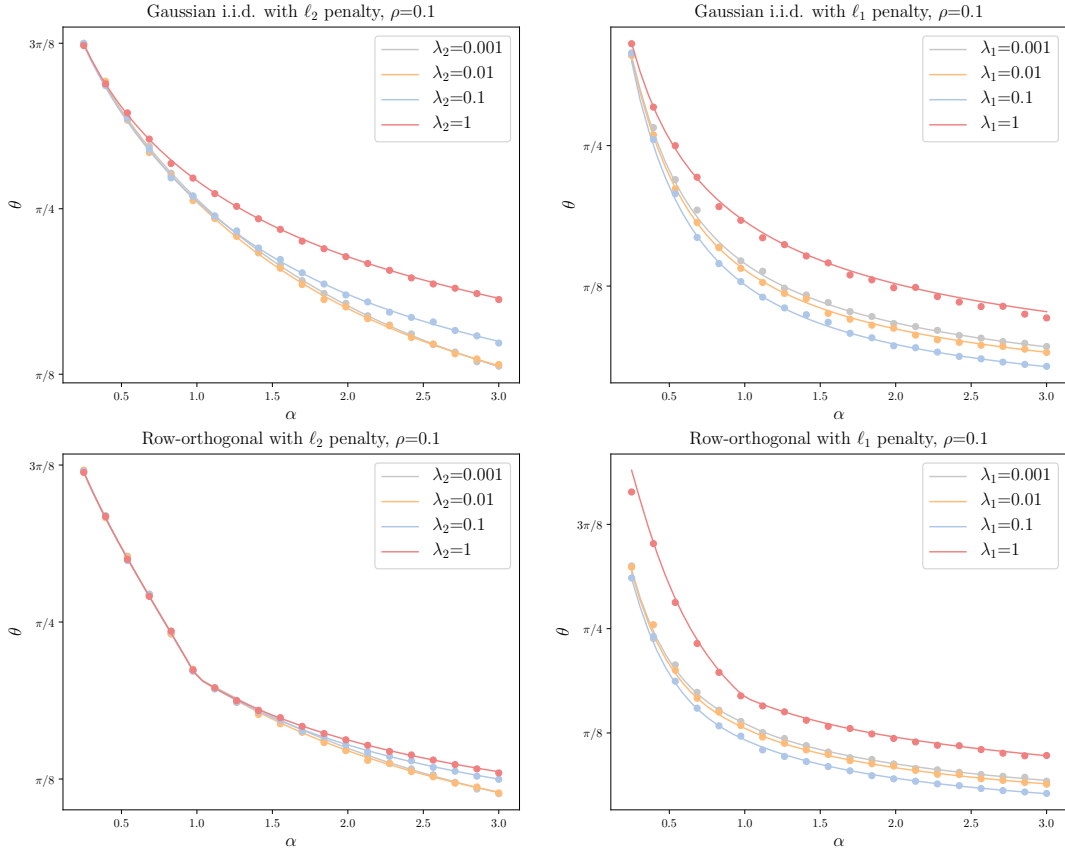 Gaussian i.i.d. with ℓ₂ penalty, ρ=0.1
3π/8
π/4
π/8
θ
λ₂=0.001
λ₂=0.01
λ₂=0.1
λ₂=1
0.5 1.0 1.5 2.0 2.5 3.0
α
Gaussian i.i.d. with ℓ₁ penalty, ρ=0.1
π/4
π/8
θ
λ₁=0.001
λ₁=0.01
λ₁=0.1
λ₁=1
0.5 1.0 1.5 2.0 2.5 3.0
α
Row-orthogonal with ℓ₂ penalty, ρ=0.1
3π/8
π/4
π/8
θ
λ₂=0.001
λ₂=0.01
λ₂=0.1
λ₂=1
0.5 1.0 1.5 2.0 2.5 3.0
α
Row-orthogonal with ℓ₁ penalty, ρ=0.1
3π/8
π/4
π/8
θ
λ₁=0.001
λ₁=0.01
λ₁=0.1
λ₁=1
0.5 1.0 1.5 2.0 2.5 3.0
α